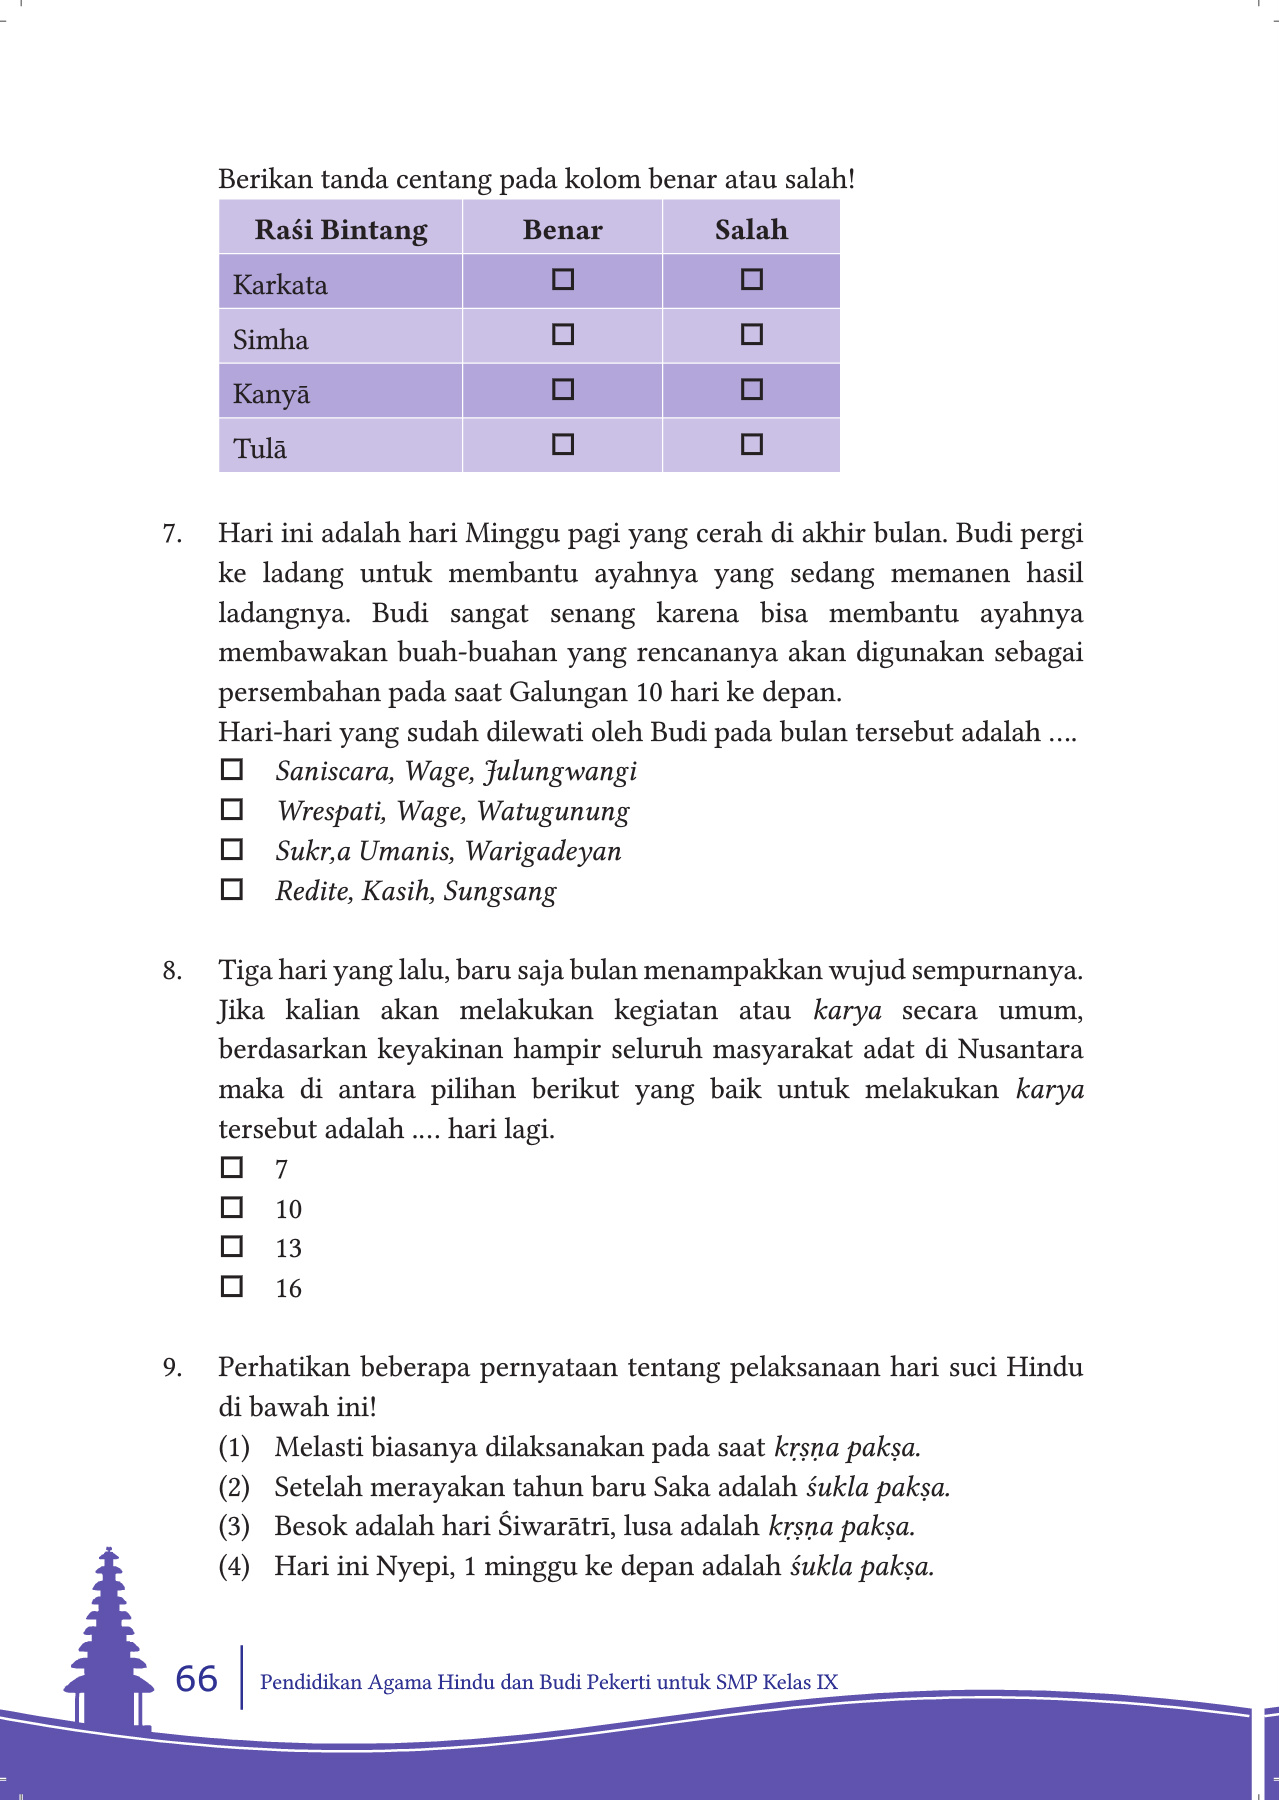 Berikan tanda centang pada kolom benar atau salah!
Raśi Bintang Benar Salah
Karkata
Simha
Kanyā
Tulā
7. Hari ini adalah hari Minggu pagi yang cerah di akhir bulan. Budi pergi
ke ladang untuk membantu ayahnya yang sedang memanen hasil
ladangnya. Budi sangat senang karena bisa membantu ayahnya
membawakan buah-buahan yang rencananya akan digunakan sebagai
persembahan pada saat Galungan 10 hari ke depan.
Hari-hari yang sudah dilewati oleh Budi pada bulan tersebut adalah ....
Saniscara, Wage, Julungwangi
Wrespati, Wage, Watugunung
Sukr,a Umanis, Warigadeyan
Redite, Kasih, Sungsang
8. Tiga hari yang lalu, baru saja bulan menampakkan wujud sempurnanya.
Jika kalian akan melakukan kegiatan atau karya secara umum,
berdasarkan keyakinan hampir seluruh masyarakat adat di Nusantara
maka di antara pilihan berikut yang baik untuk melakukan karya
tersebut adalah .... hari lagi.
7
10
13
16
9. Perhatikan beberapa pernyataan tentang pelaksanaan hari suci Hindu
di bawah ini!
(1) Melasti biasanya dilaksanakan pada saat kṛṣṇa pakṣa.
(2) Setelah merayakan tahun baru Saka adalah śukla pakṣa.
(3) Besok adalah hari Śiwarātrī, lusa adalah kṛṣṇa pakṣa.
(4) Hari ini Nyepi, 1 minggu ke depan adalah śukla pakṣa.
66 Pendidikan Agama Hindu dan Budi Pekerti untuk SMP Kelas IX